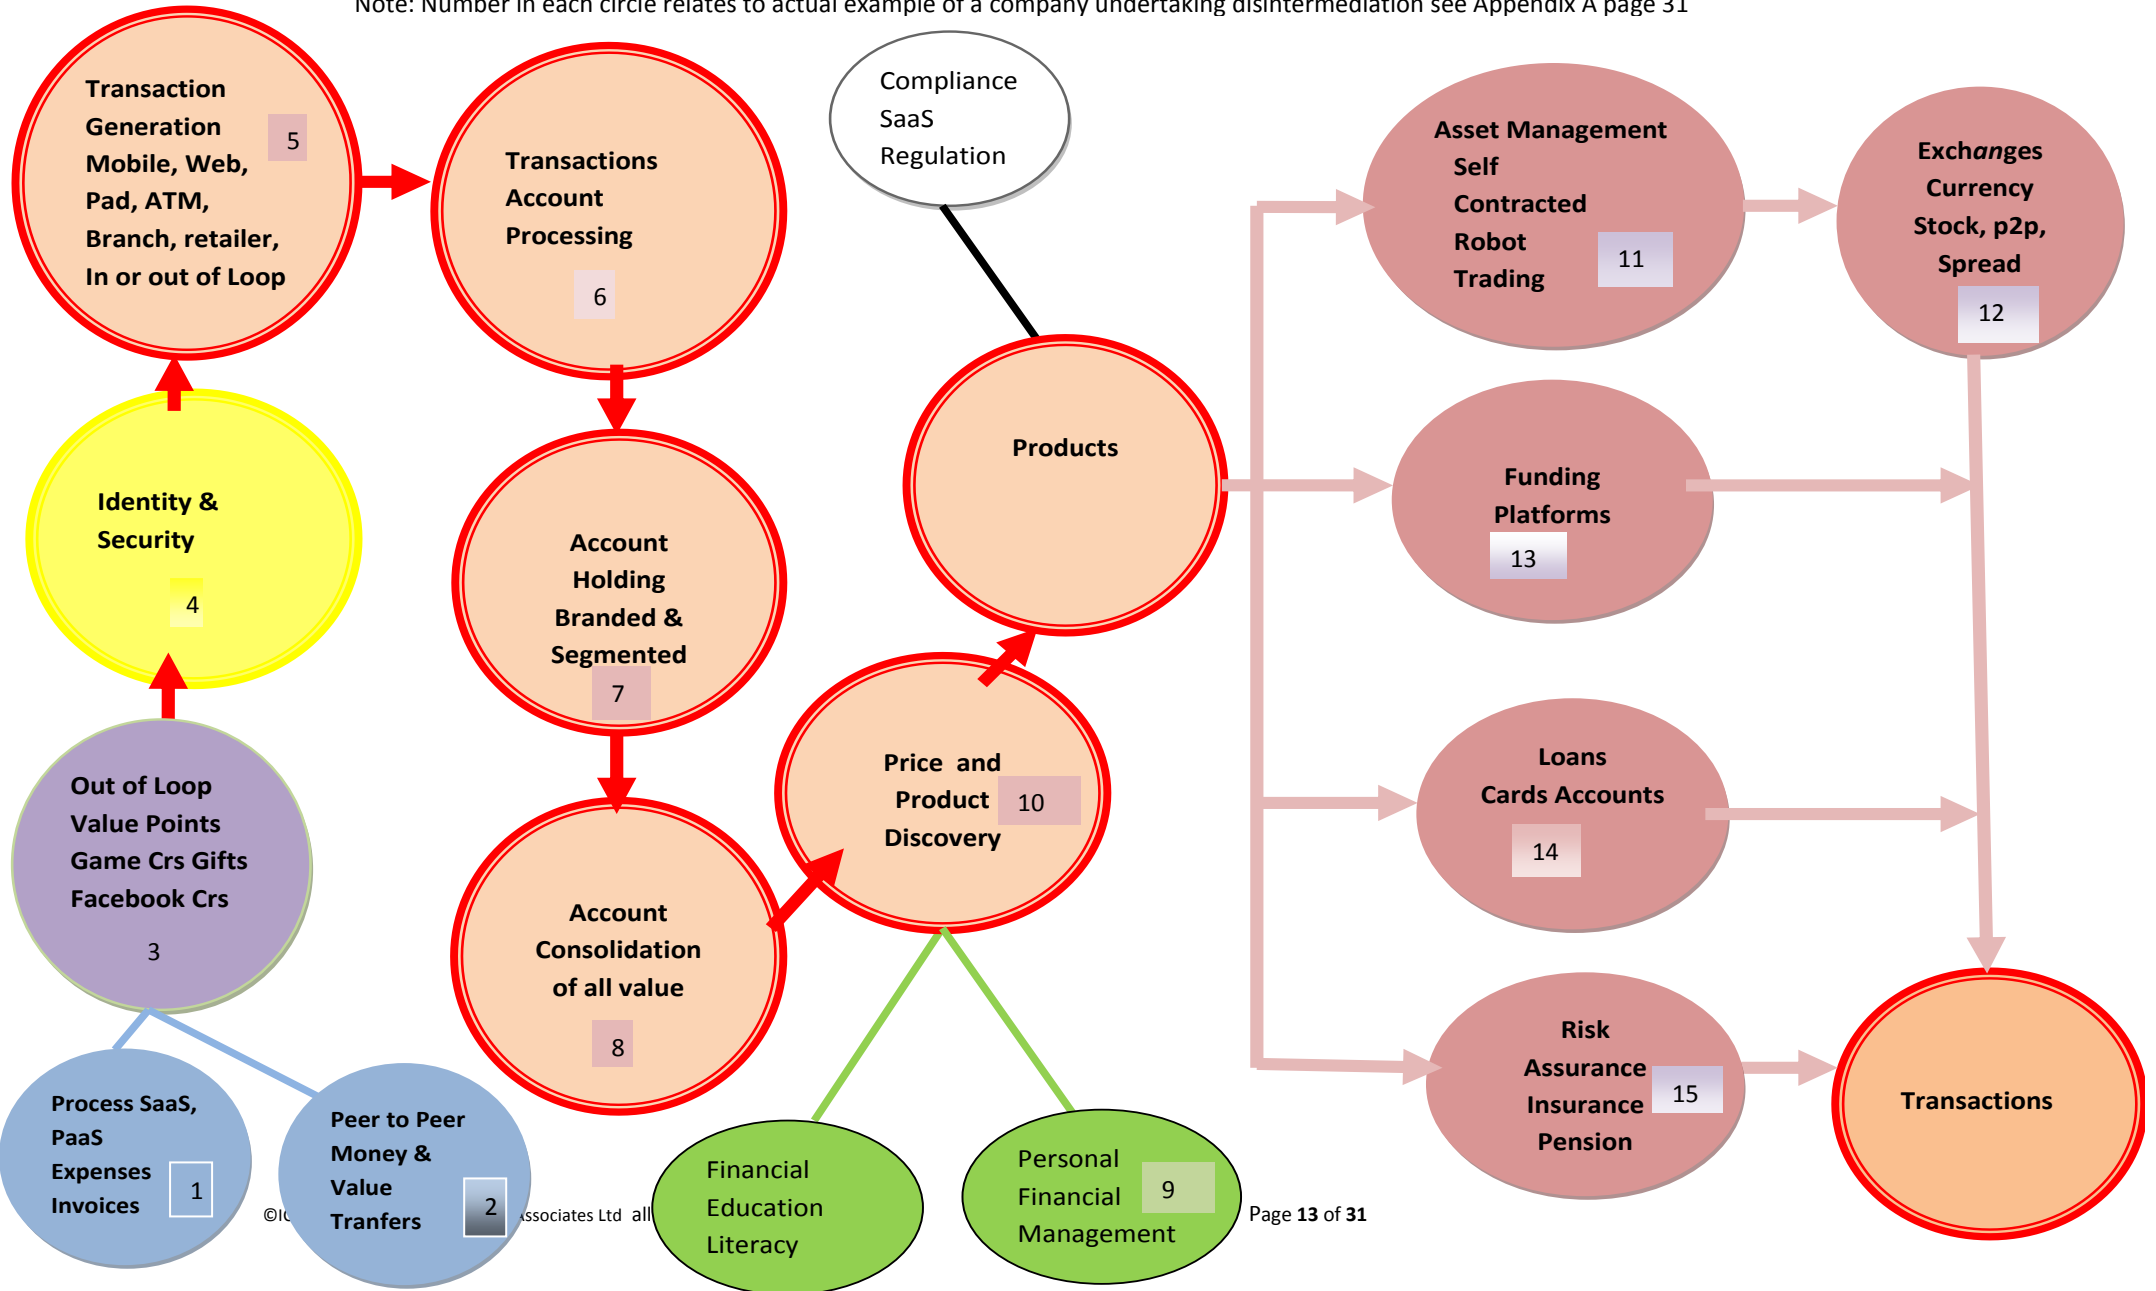 Note: Number in each circle relates to actual example of a company undertaking disintermediation see Appendix A page 31
Transaction
Generation
Mobile, Web,
Pad, ATM,
Branch, retailer,
In or out of Loop
5
Transactions
Account
Processing
6
Compliance
SaaS
Regulation
Asset Management
Self
Contracted
Robot
Trading
11
Exchanges
Currency
Stock, p2p,
Spread
12
Identity &
Security
4
Account
Holding
Branded &
Segmented
7
Products
Funding
Platforms
13
Out of Loop
Value Points
Game Crs Gifts
Facebook Crs
3
Account
Consolidation
of all value
8
Price and
Product
Discovery
10
Loans
Cards Accounts
14
Risk
Assurance
Insurance
Pension
15
Transactions
Process SaaS,
PaaS
Expenses
Invoices
1
Peer to Peer
Money &
Value
Tranfers
2
Financial
Education
Literacy
Personal
Financial
Management
9
Associates Ltd all
Page 13 of 31